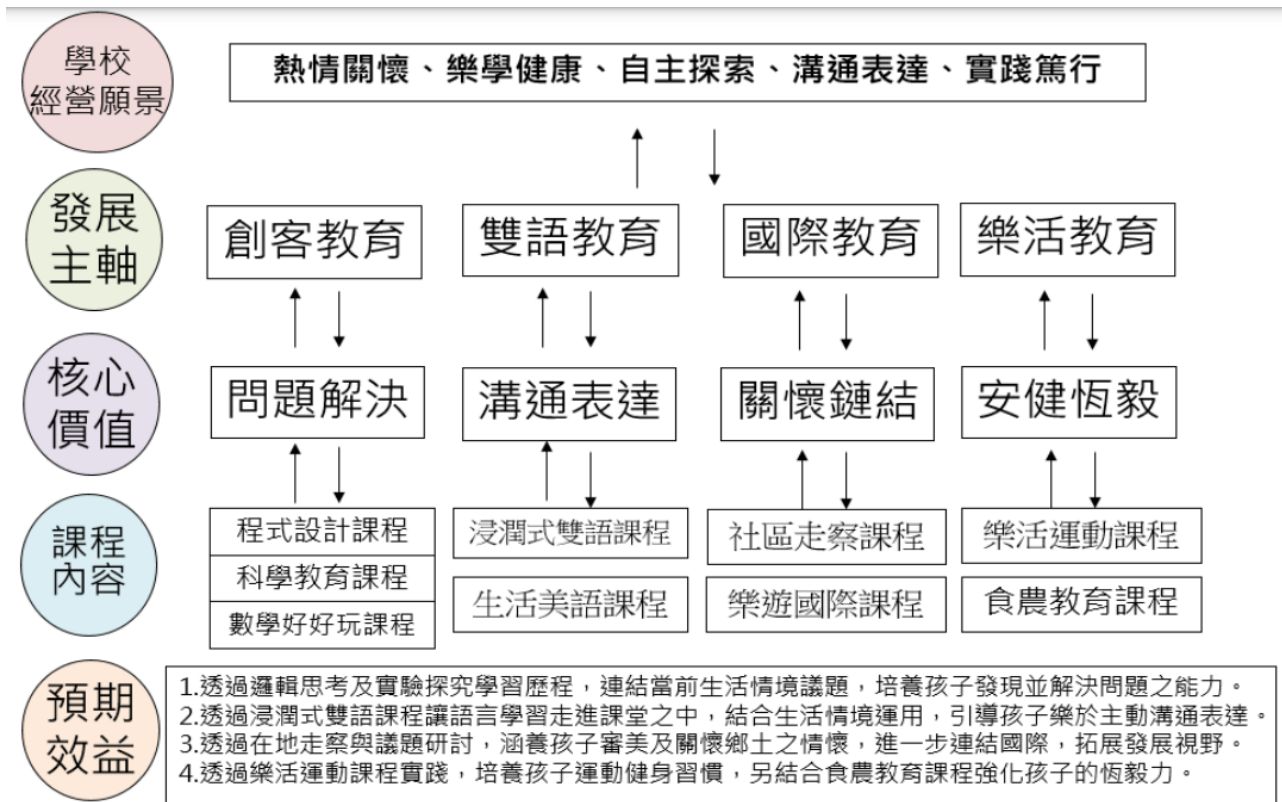 學校
經營願景
熱情關懷、樂學健康、自主探索、溝通表達、實踐篤行
發展
主軸
創客教育
雙語教育
國際教育
樂活教育
核心
價值
問題解決
溝通表達
關懷鏈結
安健恆毅
課程
內容
程式設計課程
科學教育課程
數學好好玩課程
浸潤式雙語課程
生活美語課程
社區走察課程
樂遊國際課程
樂活運動課程
食農教育課程
預期
效益
1.透過邏輯思考及實驗探究學習歷程，連結當前生活情境議題，培養孩子發現並解決問題之能力。
2.透過浸潤式雙語課程讓語言學習走進課堂之中，結合生活情境運用，引導孩子樂於主動溝通表達。
3.透過在地走察與議題研討，涵養孩子審美及關懷鄉土之情懷，進一步連結國際，拓展發展視野。
4.透過樂活運動課程實踐，培養孩子運動健身習慣，另結合食農教育課程強化孩子的恆毅力。